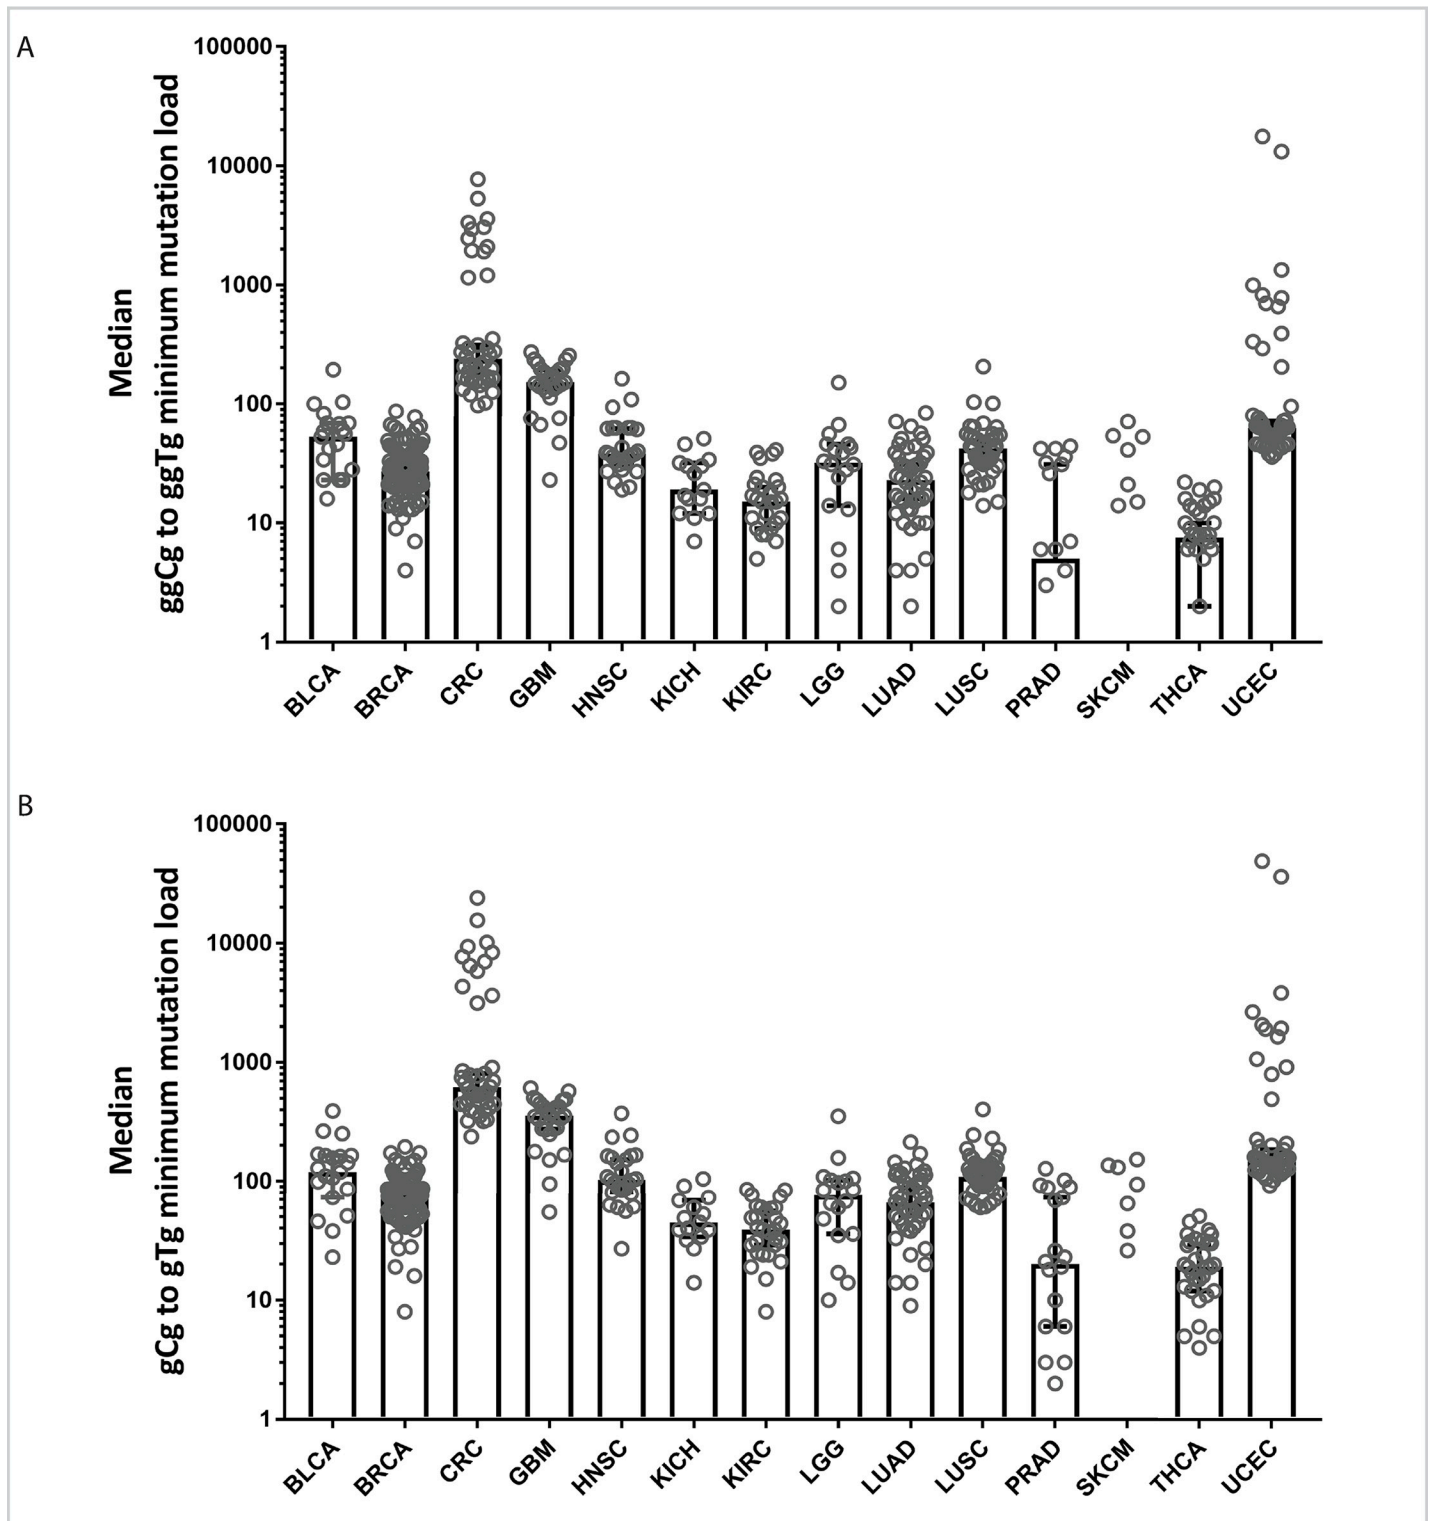 A
Median
ggCg to ggTg minimum mutation load
100000
10000
1000
100
10
1
BLCA
BRCA
CRC
GBM
HNSC
KICH
KIRC
LGG
LUAD
LUSC
PRAD
SKCM
THCA
UCEC
B
Median
gCg to gTg minimum mutation load
100000
10000
1000
100
10
1
BLCA
BRCA
CRC
GBM
HNSC
KICH
KIRC
LGG
LUAD
LUSC
PRAD
SKCM
THCA
UCEC